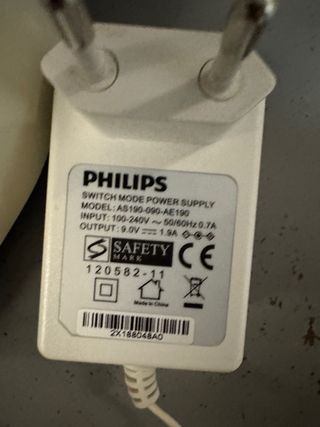 PHILIPS
SWITCH MODE POWER SUPPLY
MODEL: AS190-090-AE190
INPUT: 100-240V ~ 50/60Hz 0.7A
OUTPUT: 9.0V ⎓ 1.9A
S SAFETY
MARK
CE
120582-11
Made in China
2X188048A0